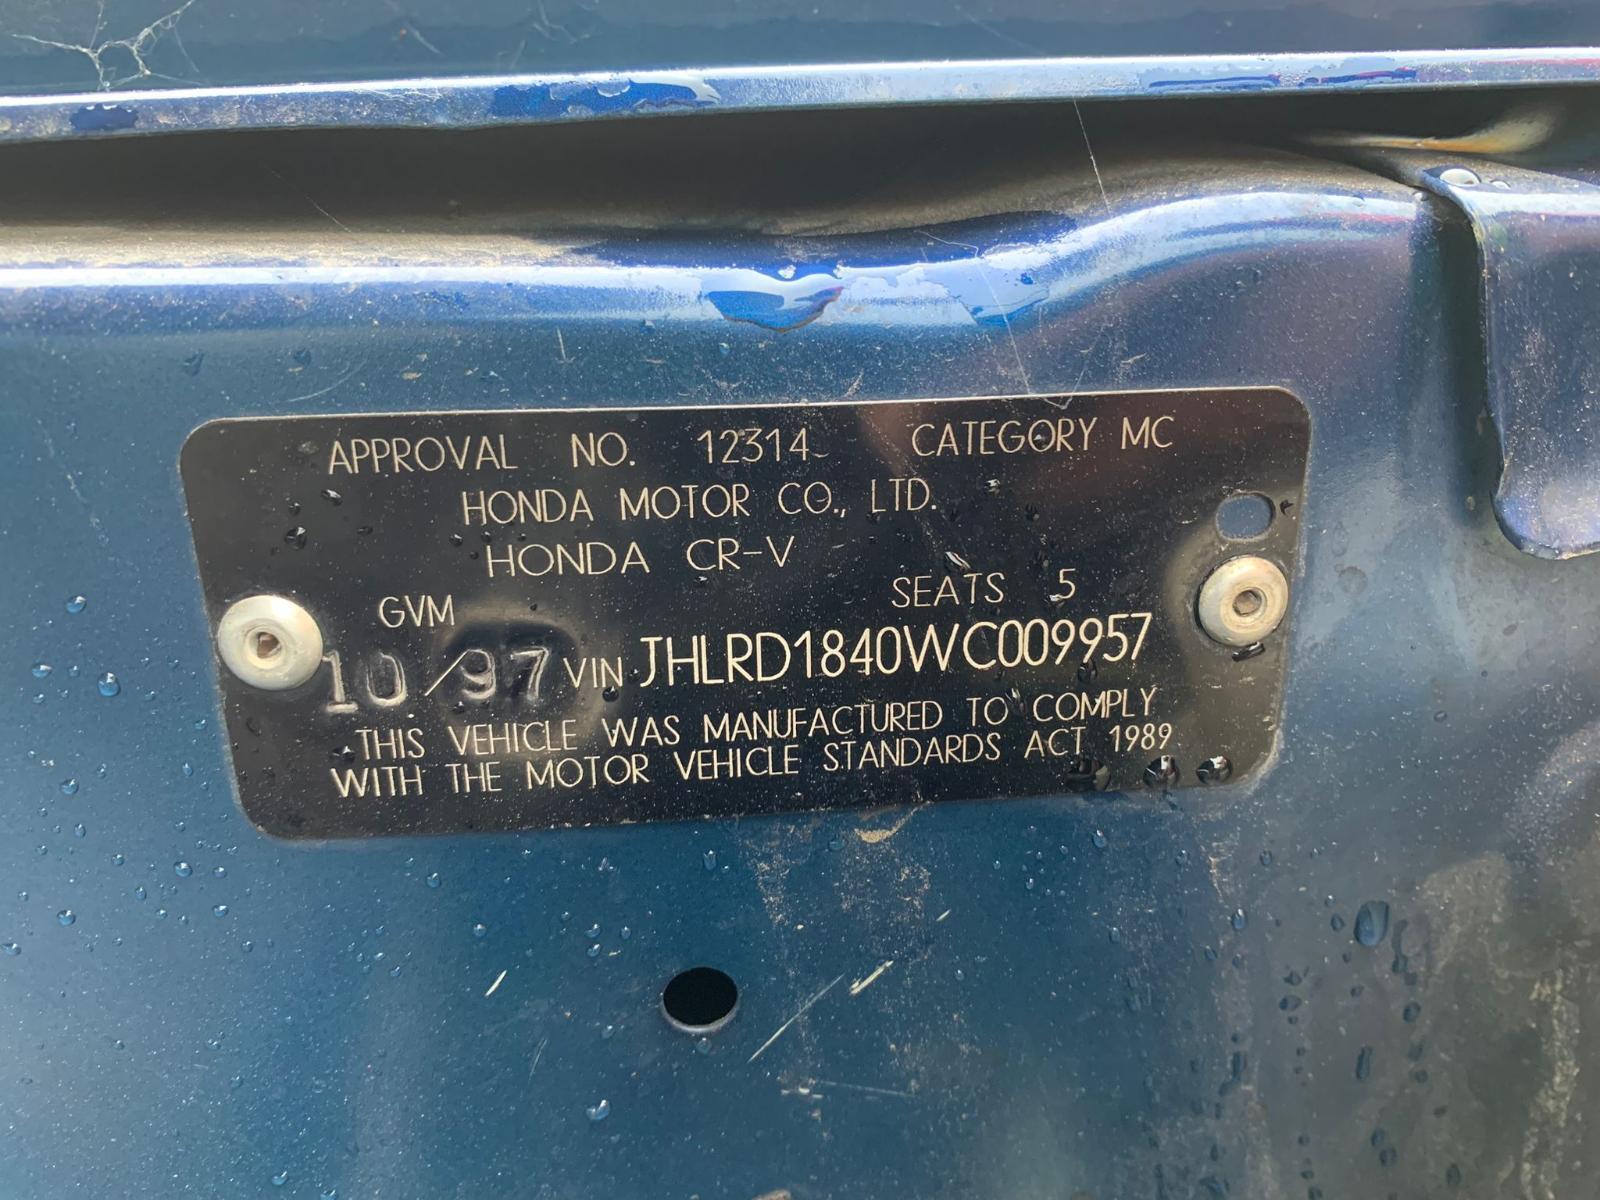 APPROVAL NO. 12314 CATEGORY MC
HONDA MOTOR CO., LTD.
HONDA CR-V
GVM SEATS 5
10/97 VIN JHLRD1840WC009957
THIS VEHICLE WAS MANUFACTURED TO COMPLY
WITH THE MOTOR VEHICLE STANDARDS ACT 1989